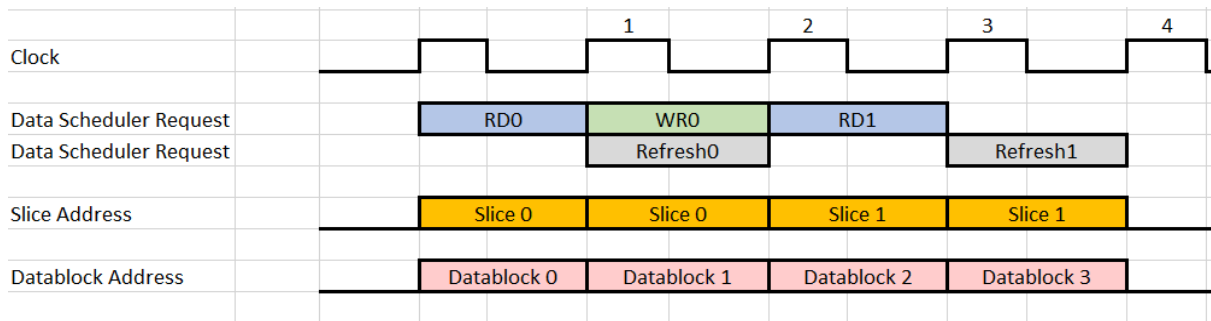 1 2 3 4
Clock
Data Scheduler Request RD0 WR0 RD1
Data Scheduler Request Refresh0 Refresh1
Slice Address Slice 0 Slice 0 Slice 1 Slice 1
Datablock Address Datablock 0 Datablock 1 Datablock 2 Datablock 3